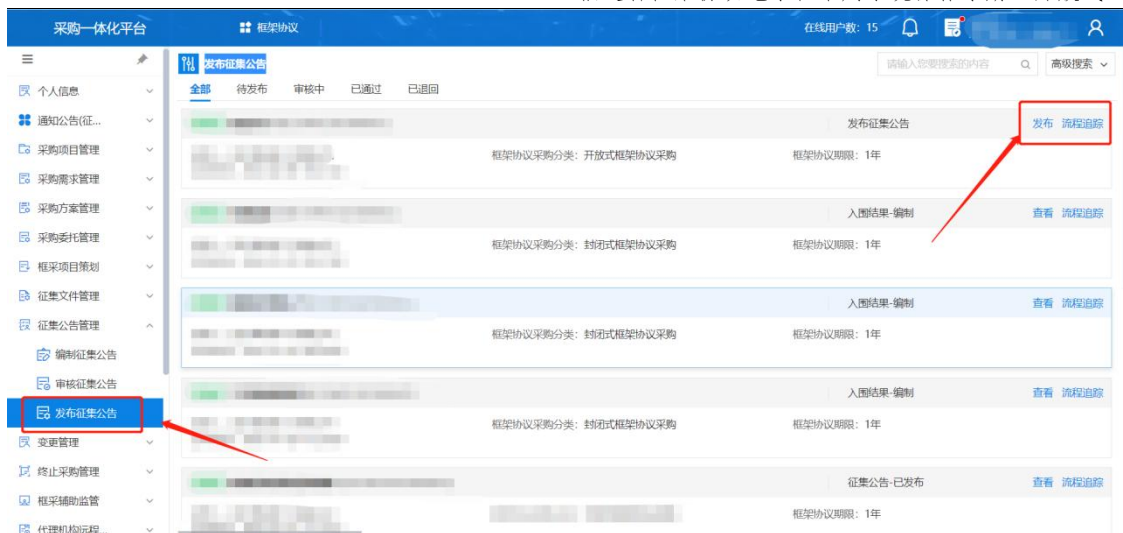 采购一体化平台
框架协议
在线用户数: 15
发布征集公告
请输入您要搜索的内容
高级搜索
全部 待发布 审核中 已通过 已退回
个人信息
通知公告(征...
采购项目管理
采购需求管理
采购方案管理
采购委托管理
框采项目策划
征集文件管理
征集公告管理
编制征集公告
审核征集公告
发布征集公告
变更管理
终止采购管理
框采辅助监管
代理机构远程...
发布征集公告 发布 流程追踪
框架协议采购分类: 开放式框架协议采购 框架协议期限: 1年
入围结果-编制 查看 流程追踪
框架协议采购分类: 封闭式框架协议采购 框架协议期限: 1年
入围结果-编制 查看 流程追踪
框架协议采购分类: 封闭式框架协议采购 框架协议期限: 1年
入围结果-编制 查看 流程追踪
框架协议采购分类: 封闭式框架协议采购 框架协议期限: 1年
征集公告-已发布 查看 流程追踪
框架协议期限: 1年